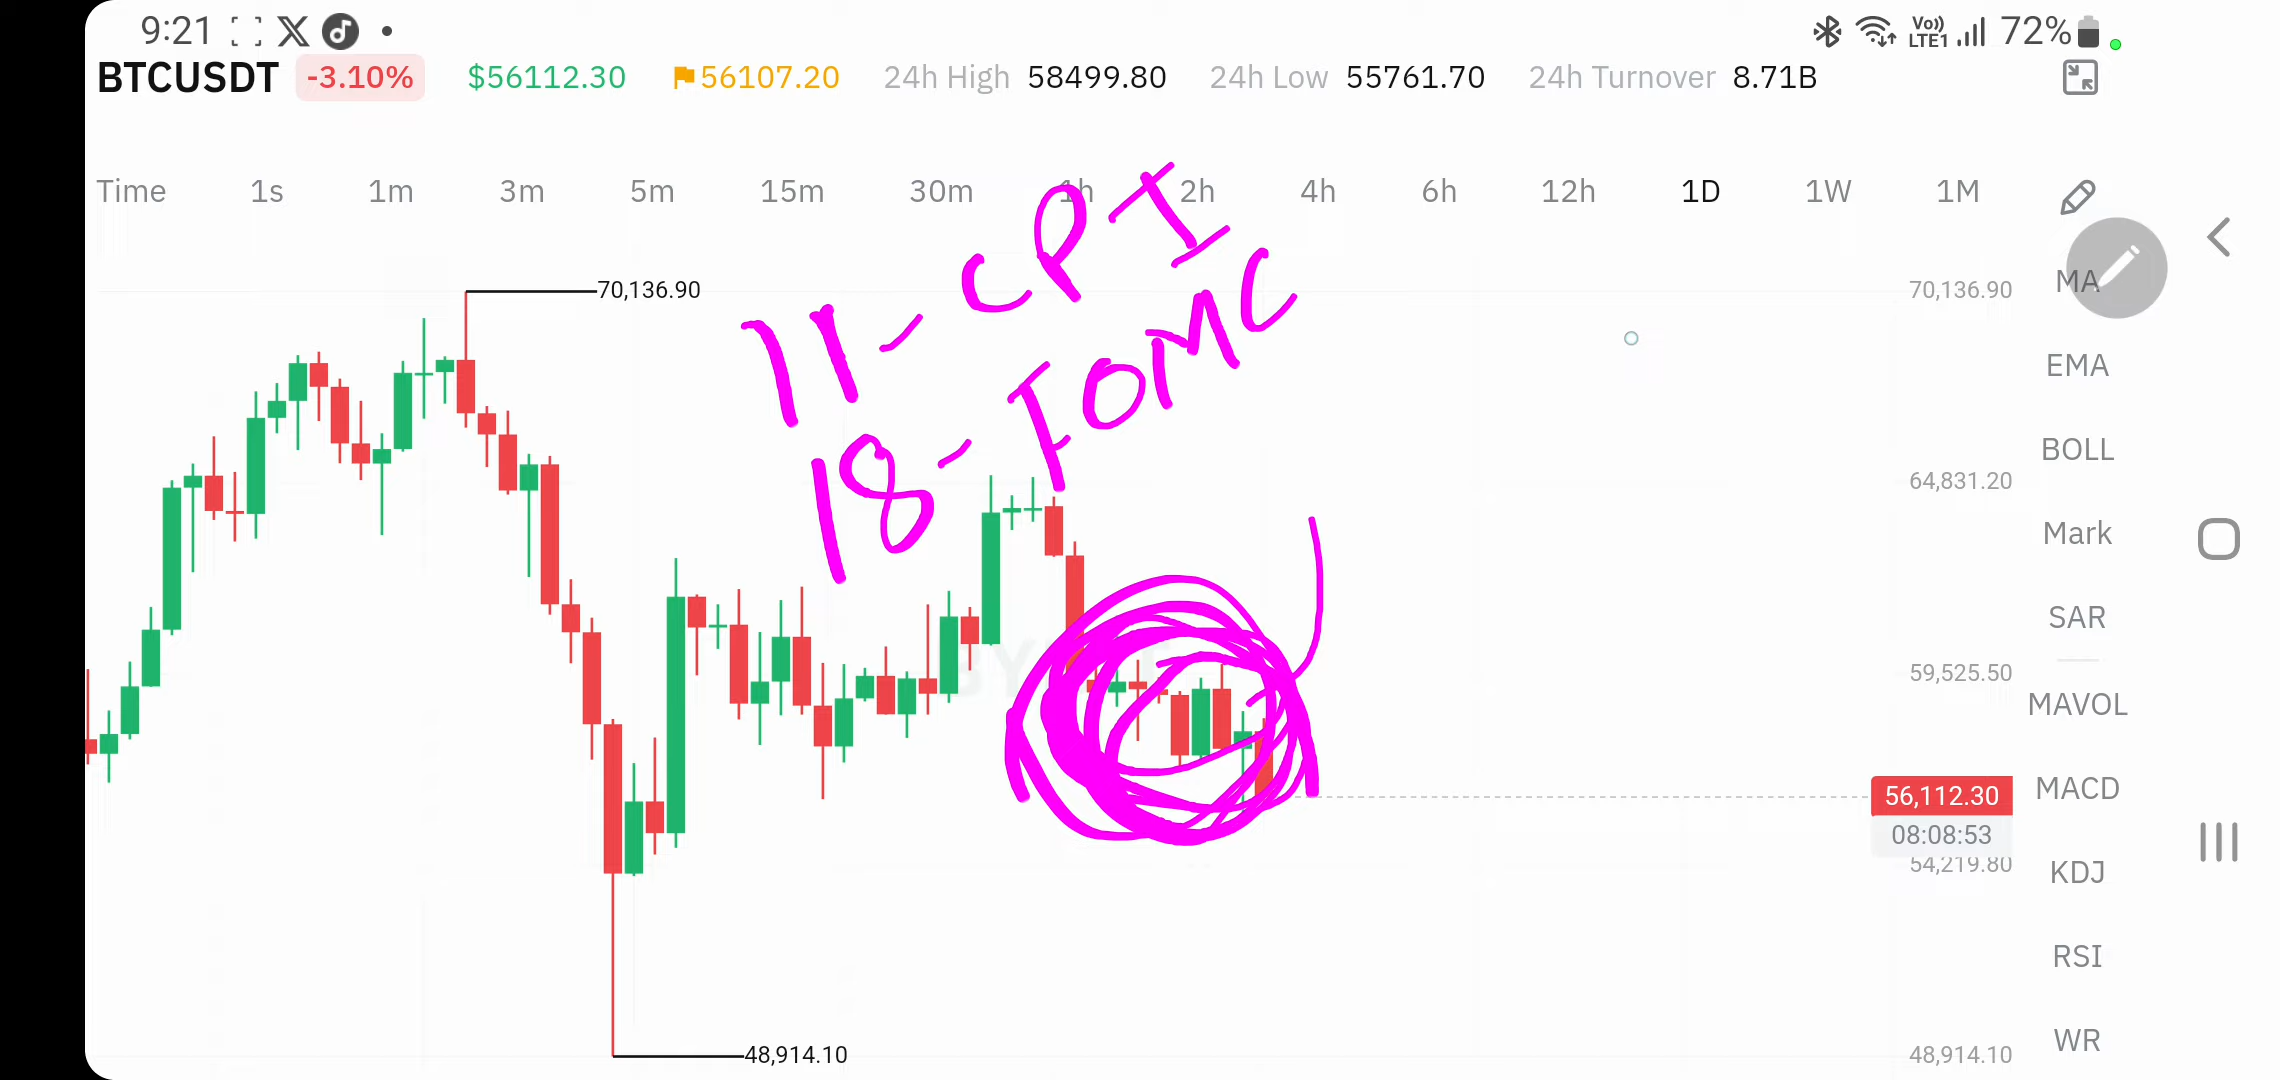 9:21
Vo)) LTE1 72%
BTCUSDT -3.10% $56112.30 56107.20 24h High 58499.80 24h Low 55761.70 24h Turnover 8.71B
Time 1s 1m 3m 5m 15m 30m 1h 2h 4h 6h 12h 1D 1W 1M
11-CPI
18-FOMC
70,136.90
70,136.90
64,831.20
59,525.50
56,112.30
08:08:53
54,219.80
48,914.10
48,914.10
MA
EMA
BOLL
Mark
SAR
MAVOL
MACD
KDJ
RSI
WR